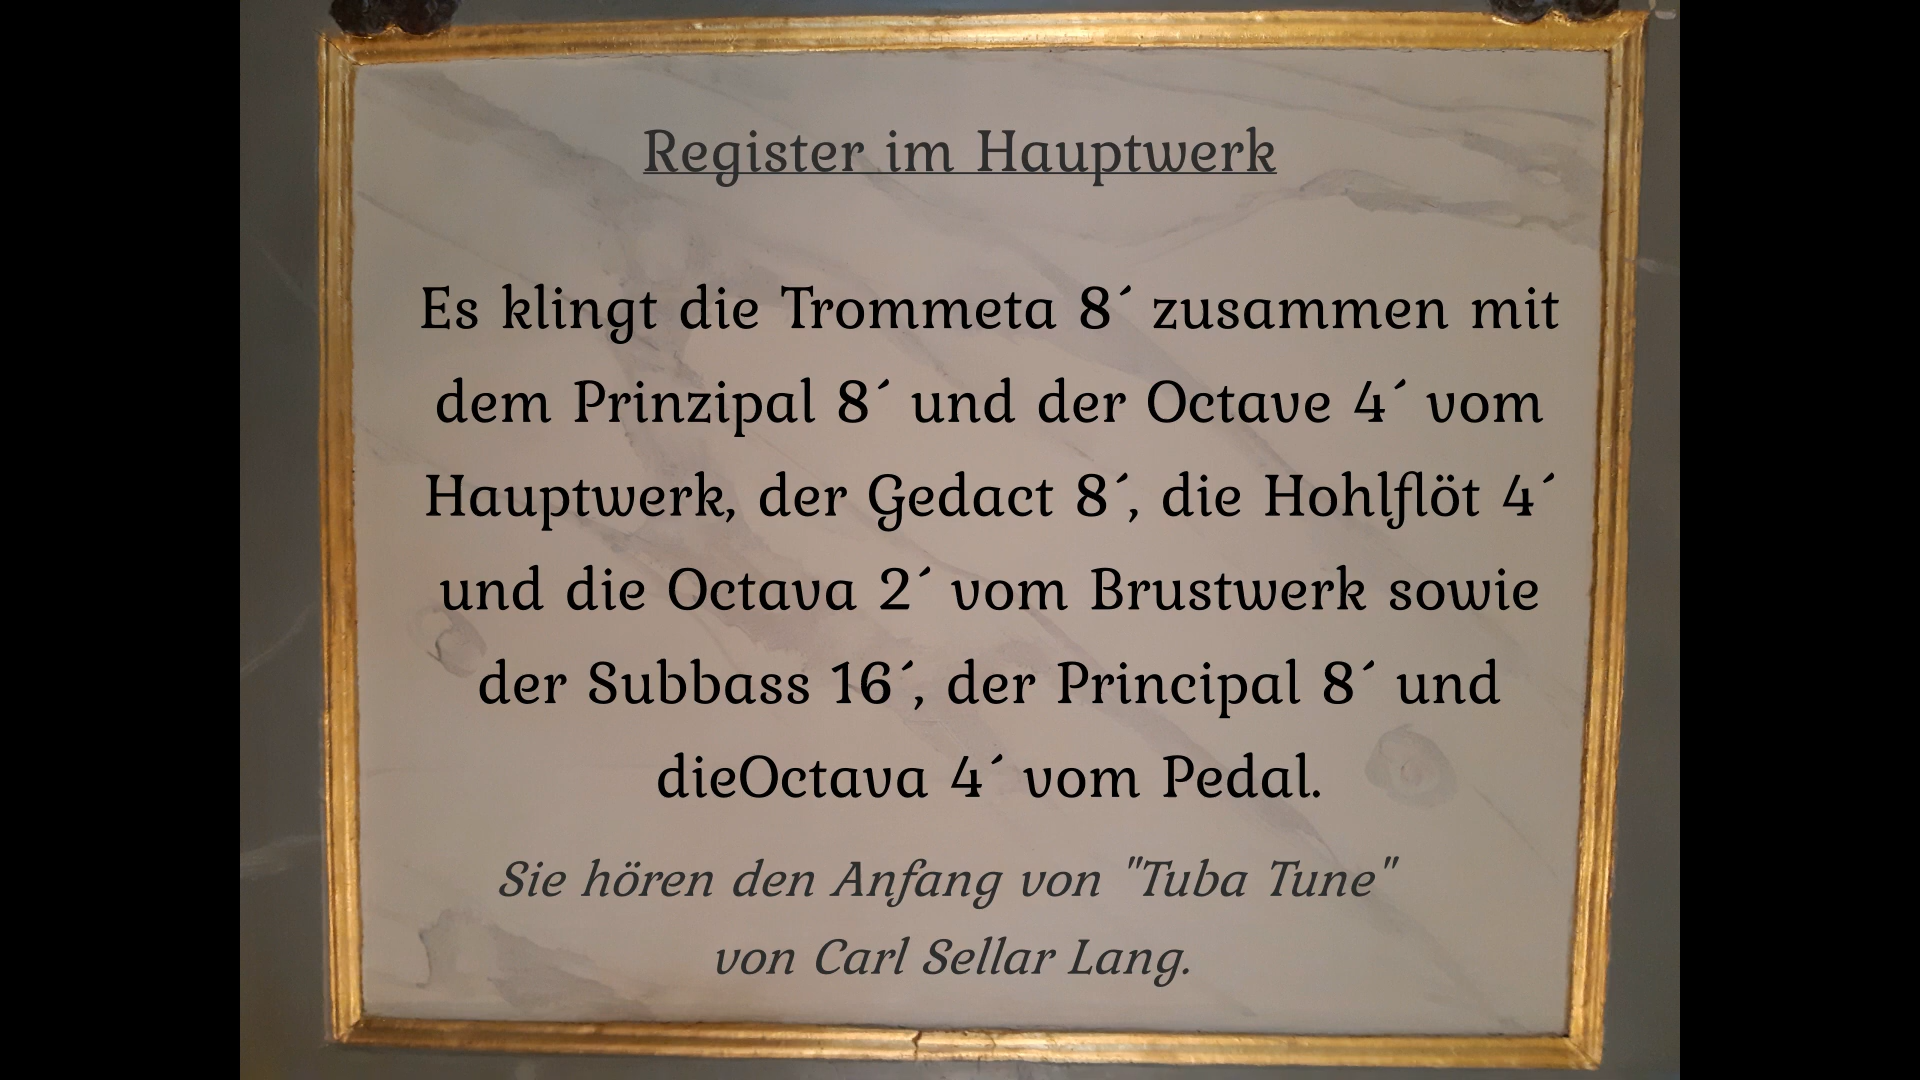 Register im Hauptwerk
Es klingt die Trommeta 8´ zusammen mit
dem Prinzipal 8´ und der Octave 4´ vom
Hauptwerk, der Gedact 8´, die Hohlflöt 4´
und die Octava 2´ vom Brustwerk sowie
der Subbass 16´, der Principal 8´ und
dieOctava 4´ vom Pedal.
Sie hören den Anfang von "Tuba Tune"
von Carl Sellar Lang.